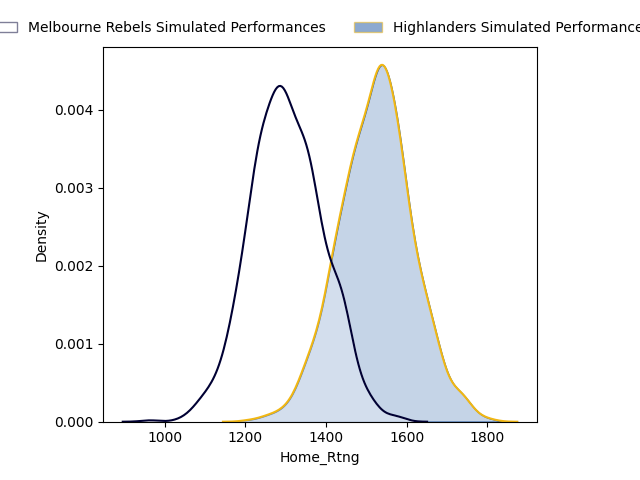 Melbourne Rebels Simulated Performances Highlanders Simulated Performance
0.004
0.003
0.002
0.001
0.000
Density
1000 1200 1400 1600 1800
Home_Rtng